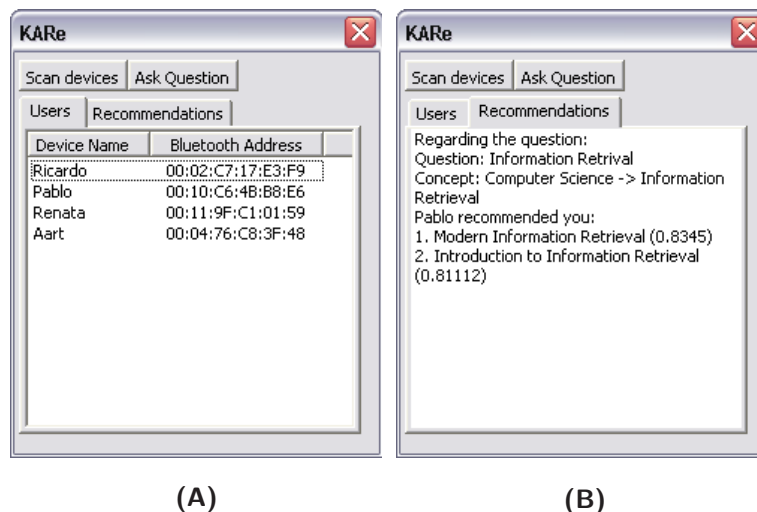 KARe
Scan devices Ask Question
Users Recommendations
Device Name Bluetooth Address
Ricardo 00:02:C7:17:E3:F9
Pablo 00:10:C6:4B:B8:E6
Renata 00:11:9F:C1:01:59
Aart 00:04:76:C8:3F:48
(A)
KARe
Scan devices Ask Question
Users Recommendations
Regarding the question:
Question: Information Retrival
Concept: Computer Science -> Information
Retrieval
Pablo recommended you:
1. Modern Information Retrieval (0.8345)
2. Introduction to Information Retrieval
(0.81112)
(B)